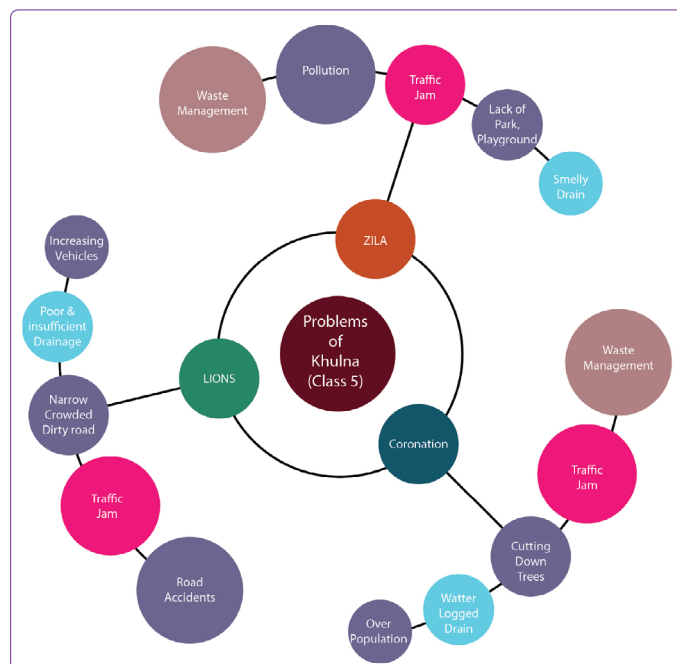 Pollution
Waste
Management
Traffic
Jam
Lack of
Park,
Playground
Smelly
Drain
ZILA
Increasing
Vehicles
Poor &
insufficient
Drainage
Narrow
Crowded
Dirty road
LIONS
Traffic
Jam
Road
Accidents
Problems
of
Khulna
(Class 5)
Coronation
Waste
Management
Traffic
Jam
Cutting
Down
Trees
Watter
Logged
Drain
Over
Population